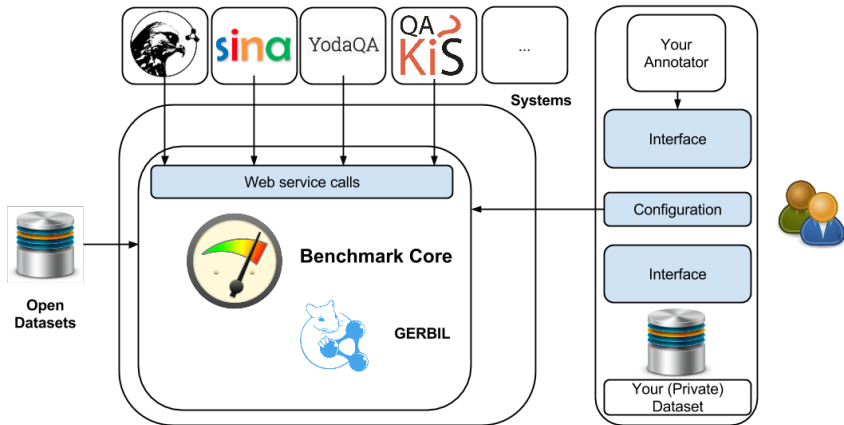 sina
YodaQA
QA
KiS
...
Systems
Your
Annotator
Interface
Web service calls
Configuration
Benchmark Core
Interface
Open
Datasets
GERBIL
Your (Private)
Dataset